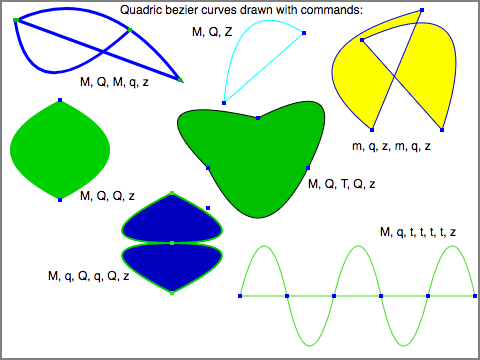 Quadric bezier curves drawn with commands:
M, Q, Z
M, Q, M, q, z
m, q, z, m, q, z
M, Q, T, Q, z
M, Q, Q, z
M, q, t, t, t, t, z
M, q, Q, q, Q, z